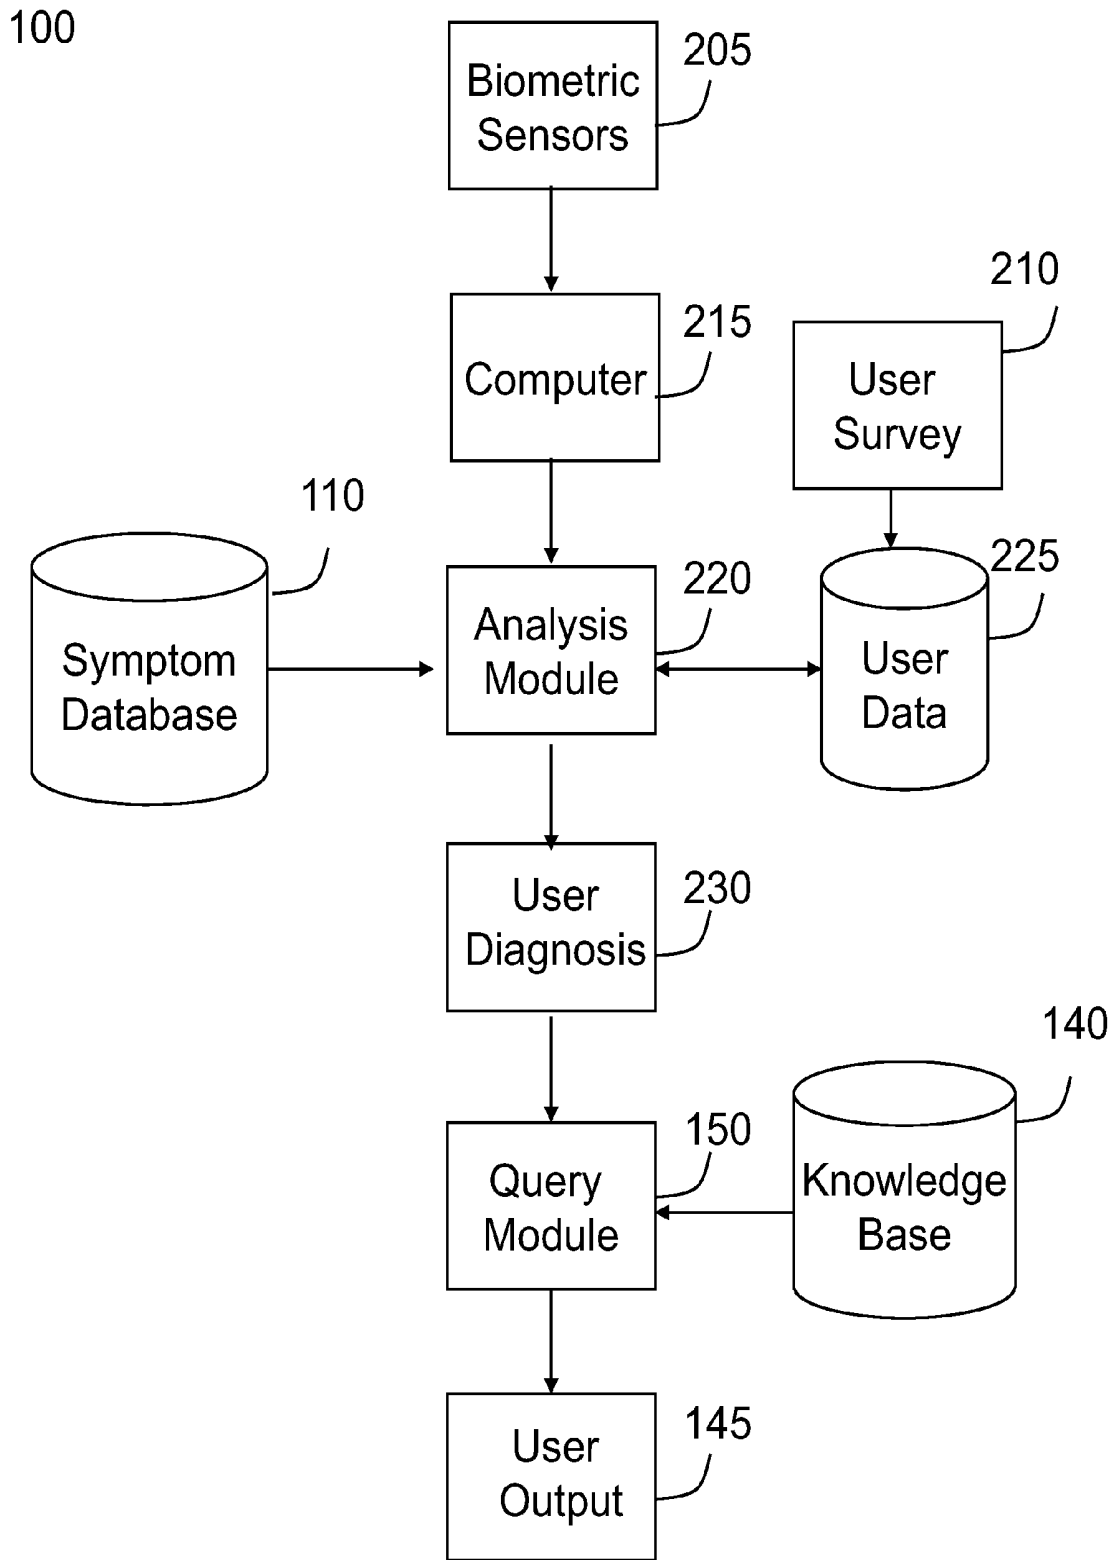 100
205
Biometric
Sensors
210
215
Computer
User
Survey
110
225
220
Analysis
Module
Symptom
Database
User
Data
230
User
Diagnosis
140
150
Query
Module
Knowledge
Base
145
User
Output